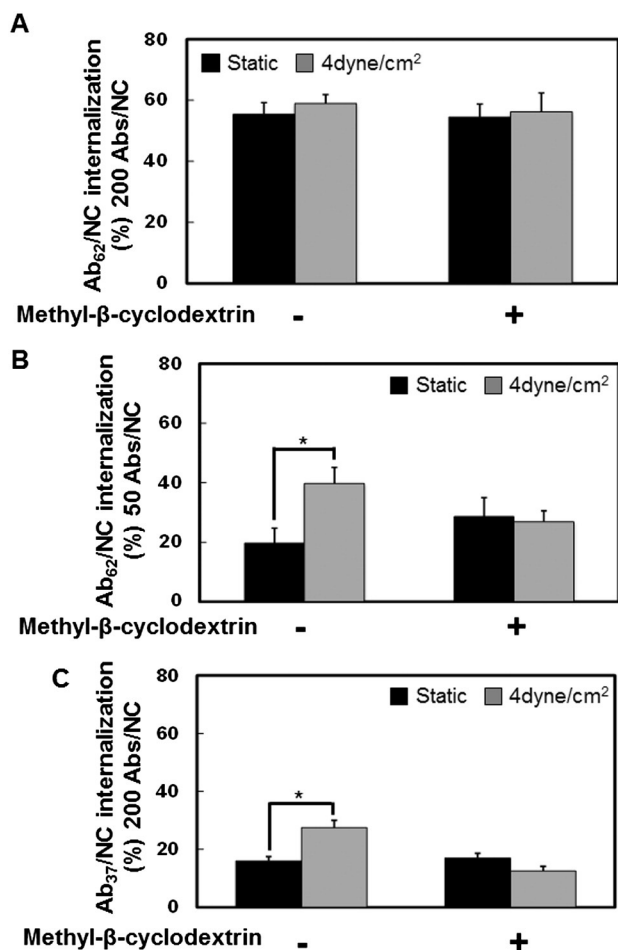 A
Ab₆₂/NC internalization
(%) 200 Abs/NC
80
60
40
20
0
Static 4dyne/cm²
Methyl-β-cyclodextrin - +
B
Ab₆₂/NC internalization
(%) 50 Abs/NC
80
60
40
20
0
Static 4dyne/cm²
*
Methyl-β-cyclodextrin - +
C
Ab₃₇/NC internalization
(%) 200 Abs/NC
80
60
40
20
0
Static 4dyne/cm²
*
Methyl-β-cyclodextrin - +